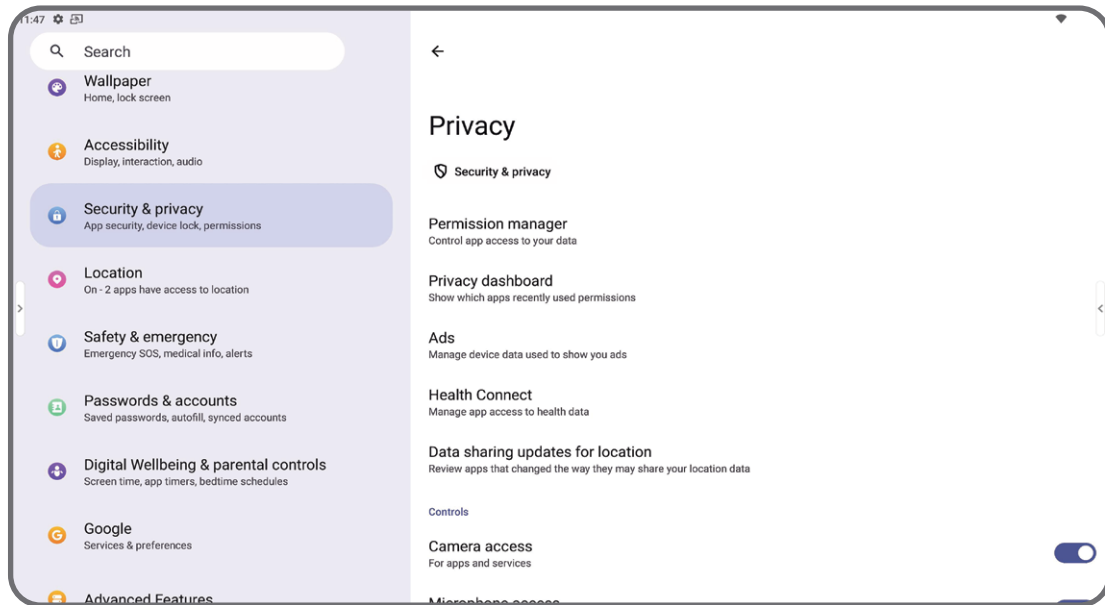 11:47
Search
Wallpaper
Home, lock screen
Accessibility
Display, interaction, audio
Security & privacy
App security, device lock, permissions
Location
On - 2 apps have access to location
Safety & emergency
Emergency SOS, medical info, alerts
Passwords & accounts
Saved passwords, autofill, synced accounts
Digital Wellbeing & parental controls
Screen time, app timers, bedtime schedules
Google
Services & preferences
Advanced Features
Privacy
Security & privacy
Permission manager
Control app access to your data
Privacy dashboard
Show which apps recently used permissions
Ads
Manage device data used to show you ads
Health Connect
Manage app access to health data
Data sharing updates for location
Review apps that changed the way they may share your location data
Controls
Camera access
For apps and services
Microphone access